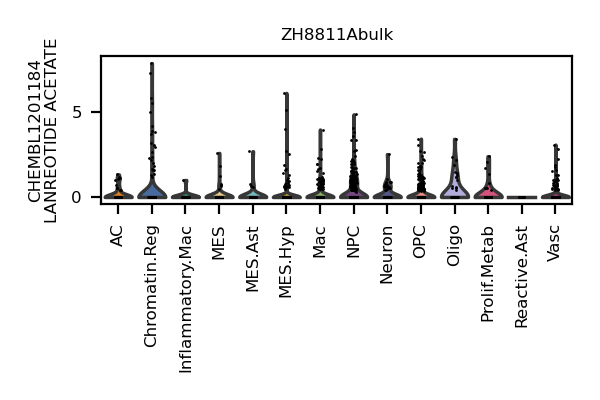 ZH8811Abulk
CHEMBL1201184
LANREOTIDE ACETATE
5
0
AC
Chromatin.Reg
Inflammatory.Mac
MES
MES.Ast
MES.Hyp
Mac
NPC
Neuron
OPC
Oligo
Prolif.Metab
Reactive.Ast
Vasc